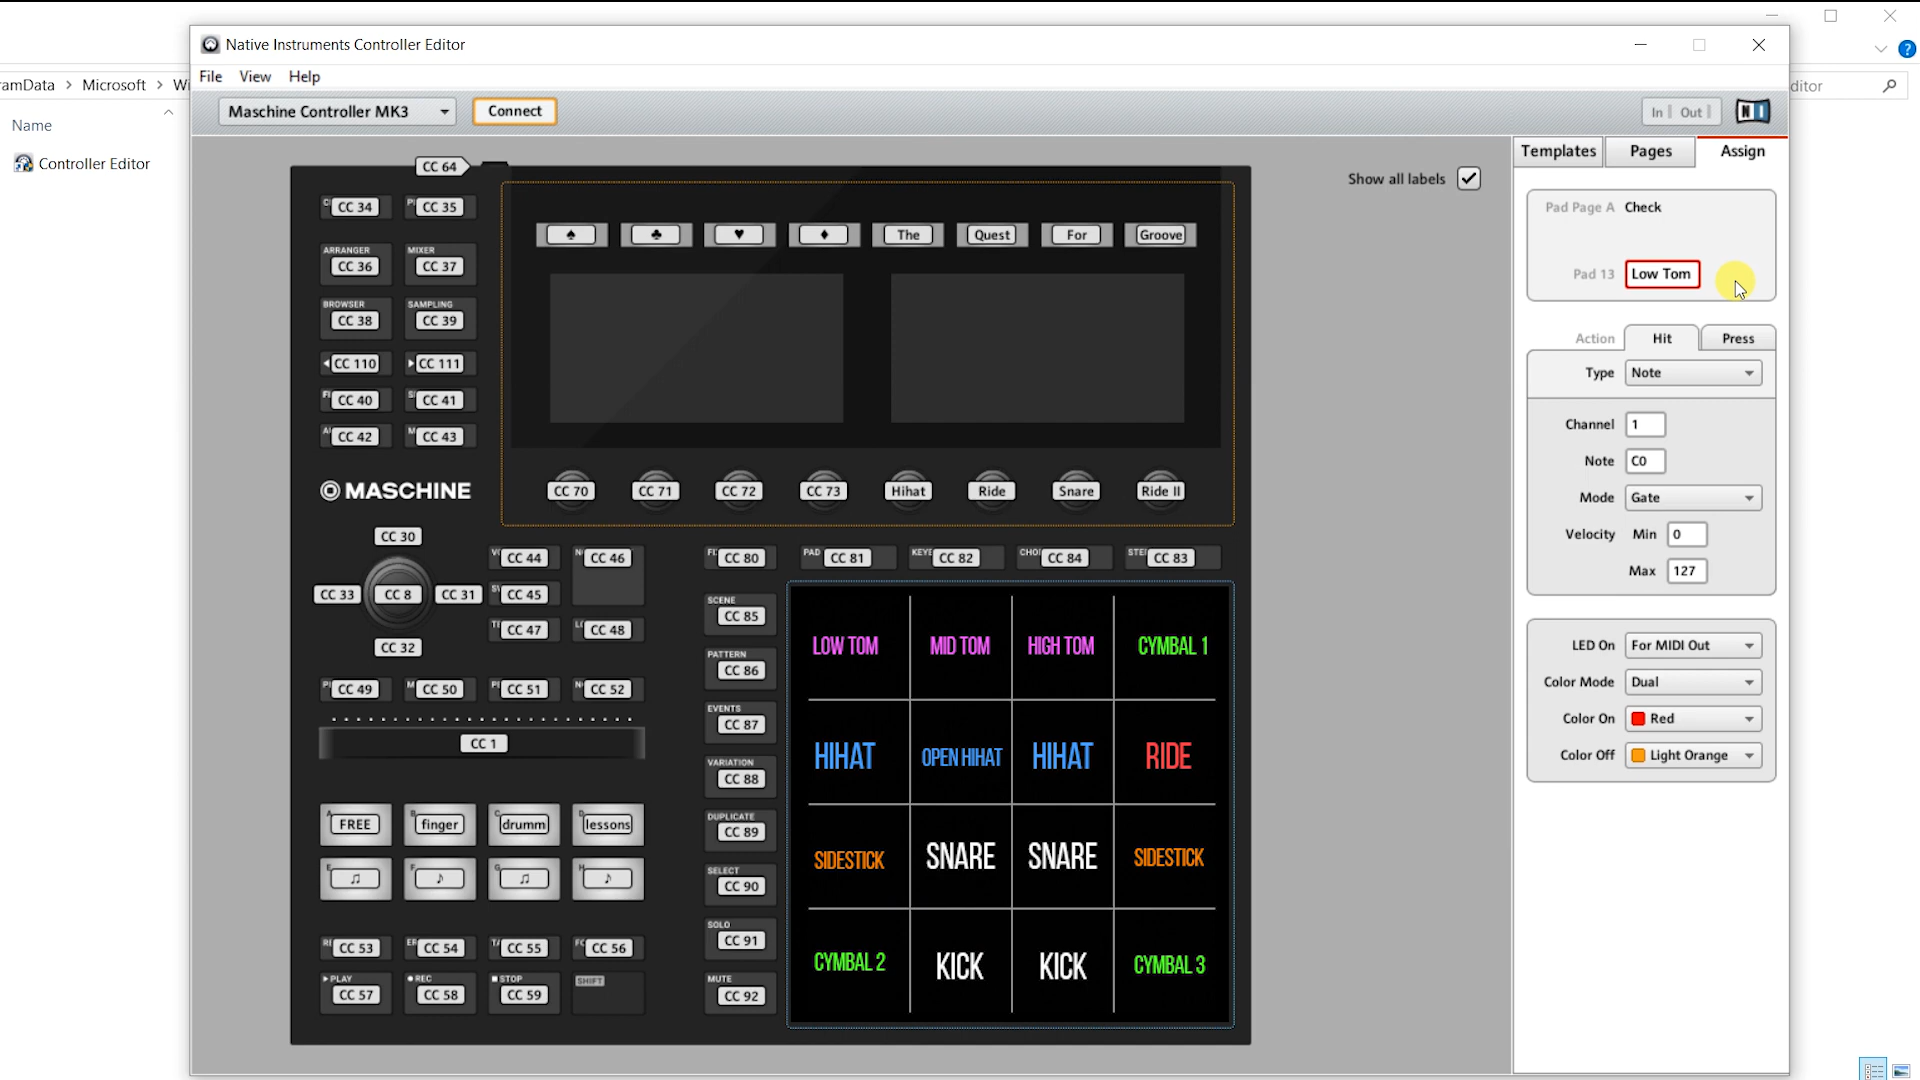 Native Instruments Controller Editor
File View Help
ramData > Microsoft > Wi
ditor
Maschine Controller MK3 Connect In Out NI
Name
Controller Editor
Templates Pages Assign
Show all labels
Pad Page A Check
Pad 13 Low Tom
Action Hit Press
Type Note
Channel 1
Note C0
Mode Gate
Velocity Min 0
Max 127
LED On For MIDI Out
Color Mode Dual
Color On Red
Color Off Light Orange
CC 64
CC 34 CC 35
♠ ♣ ♥ ♦ The Quest For Groove
ARRANGER MIXER
CC 36 CC 37
BROWSER SAMPLING
CC 38 CC 39
CC 110 CC 111
CC 40 CC 41
CC 42 CC 43
MASCHINE
CC 70 CC 71 CC 72 CC 73 Hihat Ride Snare Ride II
CC 30
CC 33 CC 8 CC 31
CC 32
CC 44 CC 46
CC 45
CC 47 CC 48
CC 49 CC 50 CC 51 CC 52
CC 1
CC 80 PAD CC 81 KEYB CC 82 CHO CC 84 STE CC 83
SCENE
CC 85
PATTERN
CC 86
EVENTS
CC 87
VARIATION
CC 88
DUPLICATE
CC 89
SELECT
CC 90
SOLO
CC 91
MUTE
CC 92
A FREE B finger C drumm D lessons
E ♫ F ♪ G ♫ H ♪
CC 53 CC 54 CC 55 CC 56
PLAY REC STOP SHIFT
CC 57 CC 58 CC 59
LOW TOM MID TOM HIGH TOM CYMBAL 1
HIHAT OPEN HIHAT HIHAT RIDE
SIDESTICK SNARE SNARE SIDESTICK
CYMBAL 2 KICK KICK CYMBAL 3